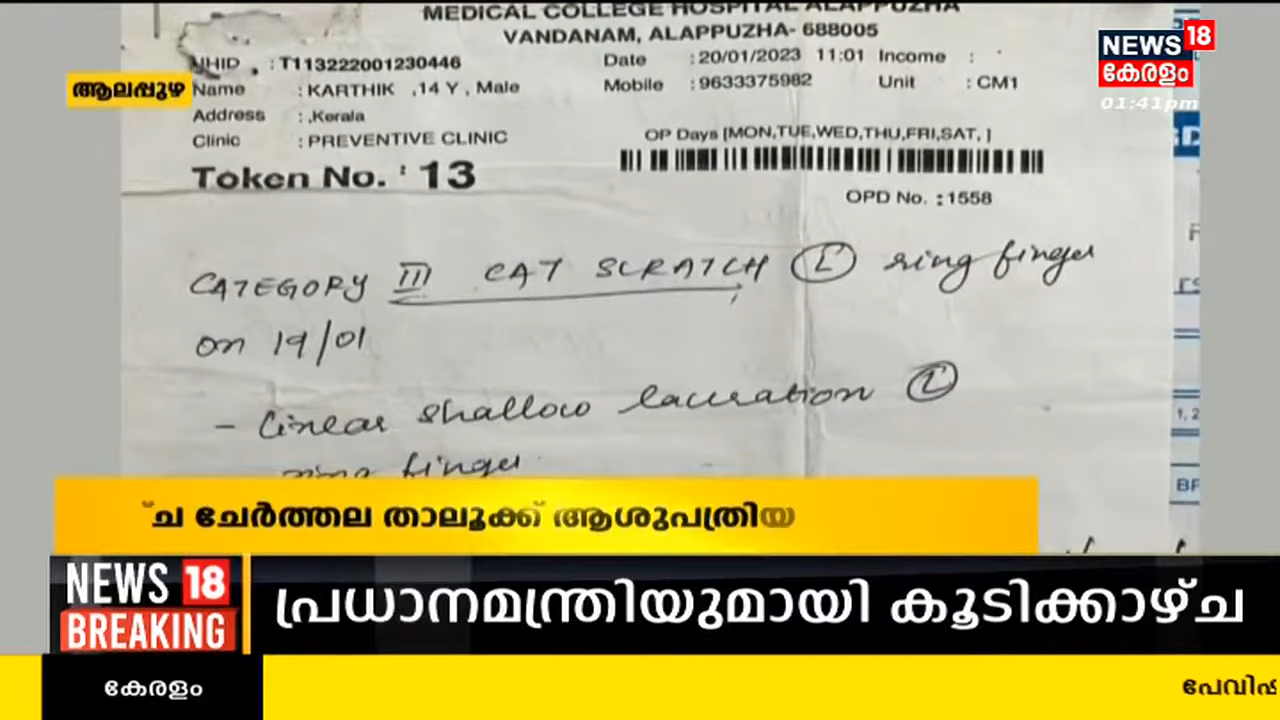 MEDICAL COLLEGE HOSPITAL ALAPPUZHA
VANDANAM, ALAPPUZHA- 688005
UHID : T113222001230446
Date : 20/01/2023 11:01 Income :
Name : KARTHIK ,14 Y , Male
Mobile : 9633375982
Unit : CM1
Address : ,Kerala
Clinic : PREVENTIVE CLINIC
OP Days [MON,TUE,WED,THU,FRI,SAT, ]
Token No. : 13
OPD No. : 1558
CATEGORY III CAT SCRATCH (L) ring finger
on 19/01
- Linear shallow laceration (L)
ring finger
ആലപ്പുഴ
NEWS 18
കേരളം
01:41pm
1, 2
BP
ച ചേർത്തല താലൂക്ക് ആശുപത്രിയ
NEWS 18
BREAKING
പ്രധാനമന്ത്രിയുമായി കൂടിക്കാഴ്ച
കേരളം